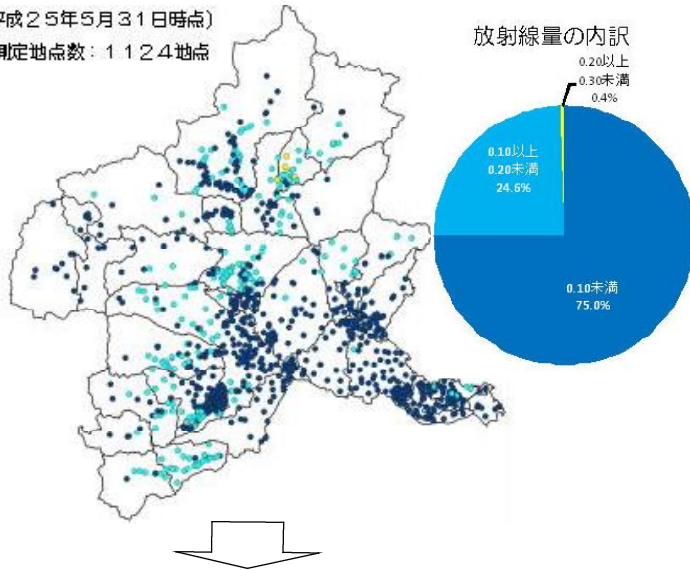 平成25年5月31日時点)
測定地点数:1124地点
放射線量の内訳
0.20以上
0.30未満
0.4%
0.10以上
0.20未満
24.6%
0.10未満
75.0%